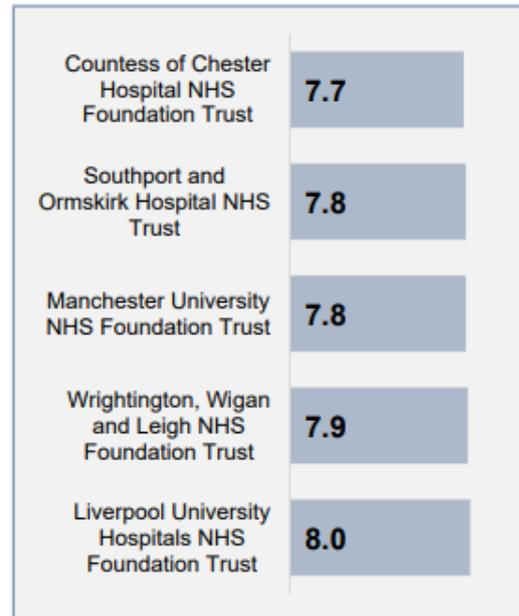 Countess of Chester
Hospital NHS
Foundation Trust
7.7
Southport and
Ormskirk Hospital NHS
Trust
7.8
Manchester University
NHS Foundation Trust
7.8
Wrightington, Wigan
and Leigh NHS
Foundation Trust
7.9
Liverpool University
Hospitals NHS
Foundation Trust
8.0